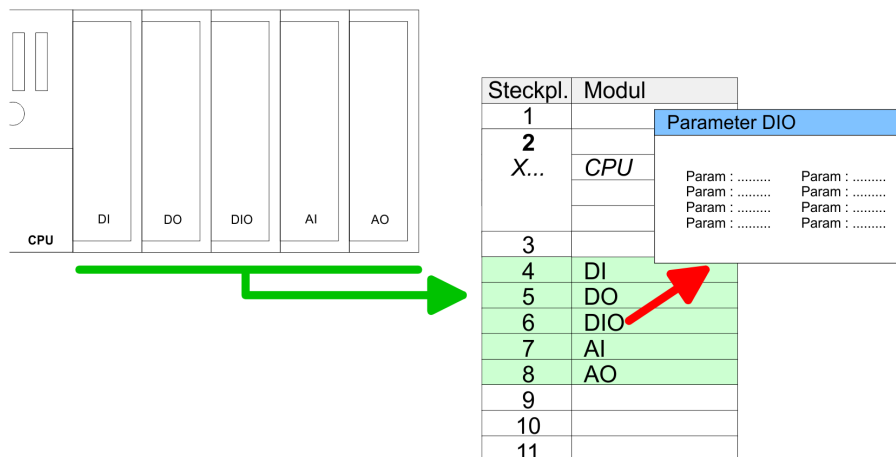 CPU
DI
DO
DIO
AI
AO
Steckpl. Modul
1
2
X... CPU
3
4 DI
5 DO
6 DIO
7 AI
8 AO
9
10
11
Parameter DIO
Param : ......... Param : .........
Param : ......... Param : .........
Param : ......... Param : .........
Param : ......... Param : .........